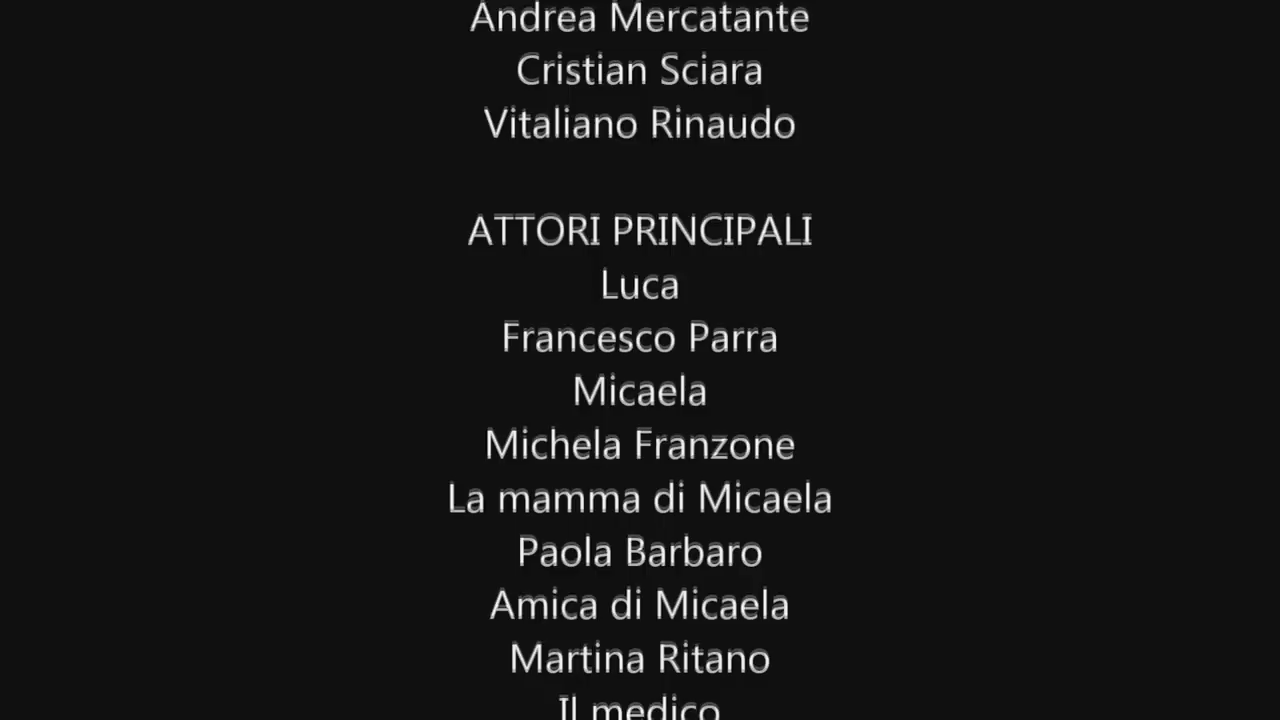 Andrea Mercatante
Cristian Sciara
Vitaliano Rinaudo
ATTORI PRINCIPALI
Luca
Francesco Parra
Micaela
Michela Franzone
La mamma di Micaela
Paola Barbaro
Amica di Micaela
Martina Ritano
Il medico